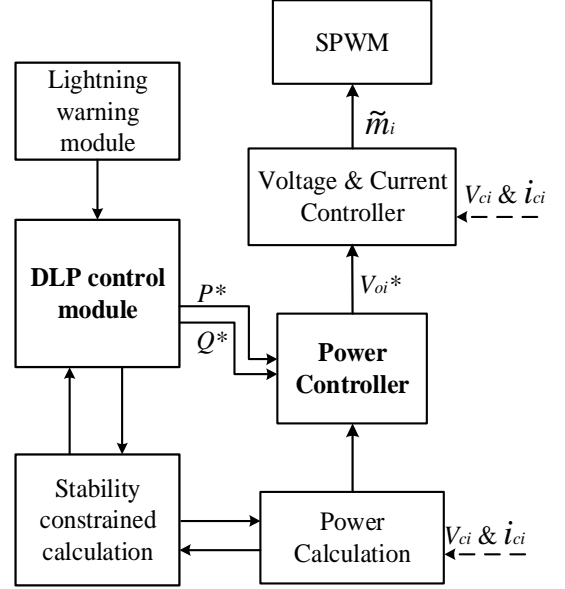 SPWM
Lightning
warning
module
m̃i
Voltage & Current
Controller
Vci & ici
DLP control
module
P*
Q*
Voi*
Power
Controller
Stability
constrained
calculation
Power
Calculation
Vci & ici